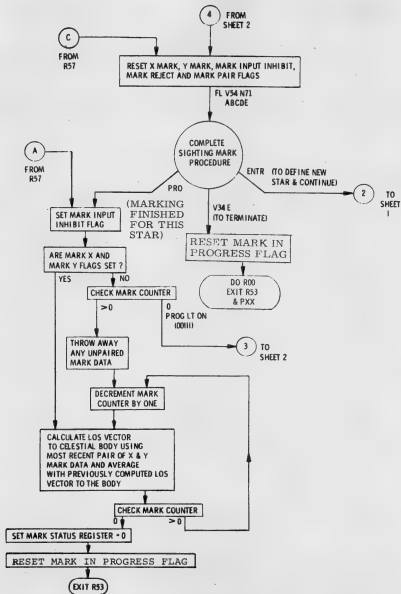 4
FROM
SHEET 2
C
FROM
R57
RESET X MARK, Y MARK, MARK INPUT INHIBIT,
MARK REJECT AND MARK PAIR FLAGS
FL V54 N71
ABCDE
COMPLETE
SIGHTING MARK
PROCEDURE
A
FROM
R57
ENTR (TO DEFINE NEW
STAR & CONTINUE)
2
TO
SHEET
1
PRO
(MARKING
FINISHED
FOR THIS
STAR)
V34 E
(TO TERMINATE)
SET MARK INPUT
INHIBIT FLAG
RESET MARK IN
PROGRESS FLAG
DO R00
EXIT R53
& PXX
ARE MARK X AND
MARK Y FLAGS SET ?
YES
NO
CHECK MARK COUNTER
>0
0
PROG LT ON
(00111)
3
TO
SHEET 2
THROW AWAY
ANY UNPAIRED
MARK DATA
DECREMENT MARK
COUNTER BY ONE
CALCULATE LOS VECTOR
TO CELESTIAL BODY USING
MOST RECENT PAIR OF X & Y
MARK DATA AND AVERAGE
WITH PREVIOUSLY COMPUTED LOS
VECTOR TO THE BODY
CHECK MARK COUNTER
0
>0
SET MARK STATUS REGISTER = 0
RESET MARK IN PROGRESS FLAG
EXIT R53